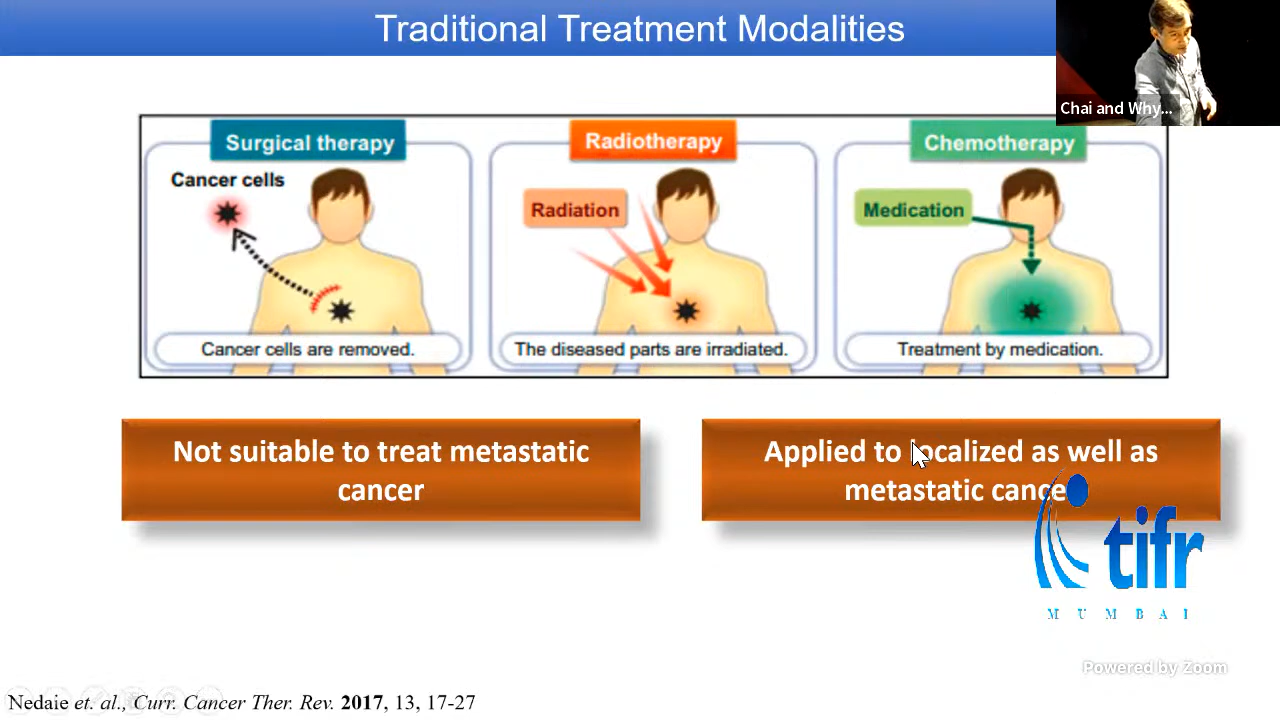 Traditional Treatment Modalities
Chai and Why...
Surgical therapy
Cancer cells
Cancer cells are removed.
Radiotherapy
Radiation
The diseased parts are irradiated.
Chemotherapy
Medication
Treatment by medication.
Not suitable to treat metastatic
cancer
Applied to localized as well as
metastatic cance
tifr
MUMBAI
Powered by Zoom
Nedaie et. al., Curr. Cancer Ther. Rev. 2017, 13, 17-27